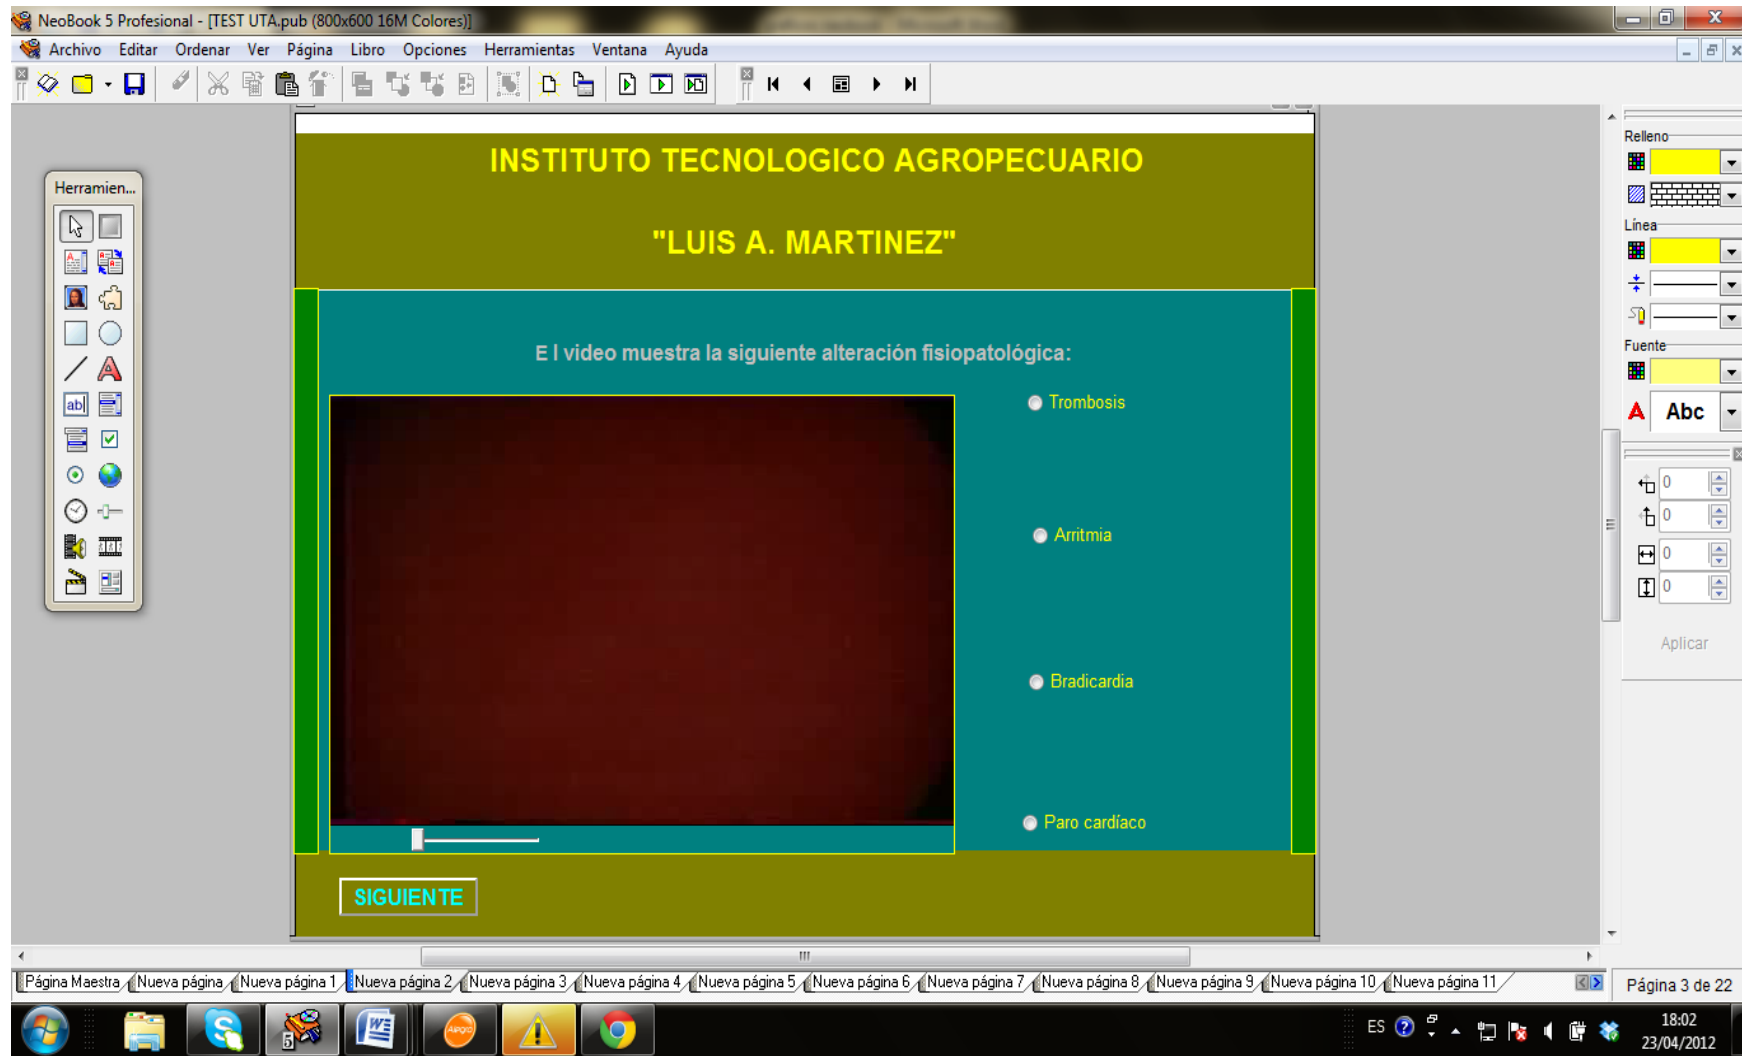 NeoBook 5 Profesional - [TEST UTA.pub (800x600 16M Colores)]
Archivo Editar Ordenar Ver Página Libro Opciones Herramientas Ventana Ayuda
Herramien...
INSTITUTO TECNOLOGICO AGROPECUARIO
"LUIS A. MARTINEZ"
E l video muestra la siguiente alteración fisiopatológica:
Trombosis
Arritmia
Bradicardia
Paro cardíaco
SIGUIENTE
Relleno
Línea
Fuente
Abc
0
0
0
0
Aplicar
Página Maestra Nueva página Nueva página 1 Nueva página 2 Nueva página 3 Nueva página 4 Nueva página 5 Nueva página 6 Nueva página 7 Nueva página 8 Nueva página 9 Nueva página 10 Nueva página 11
Página 3 de 22
ES
18:02
23/04/2012